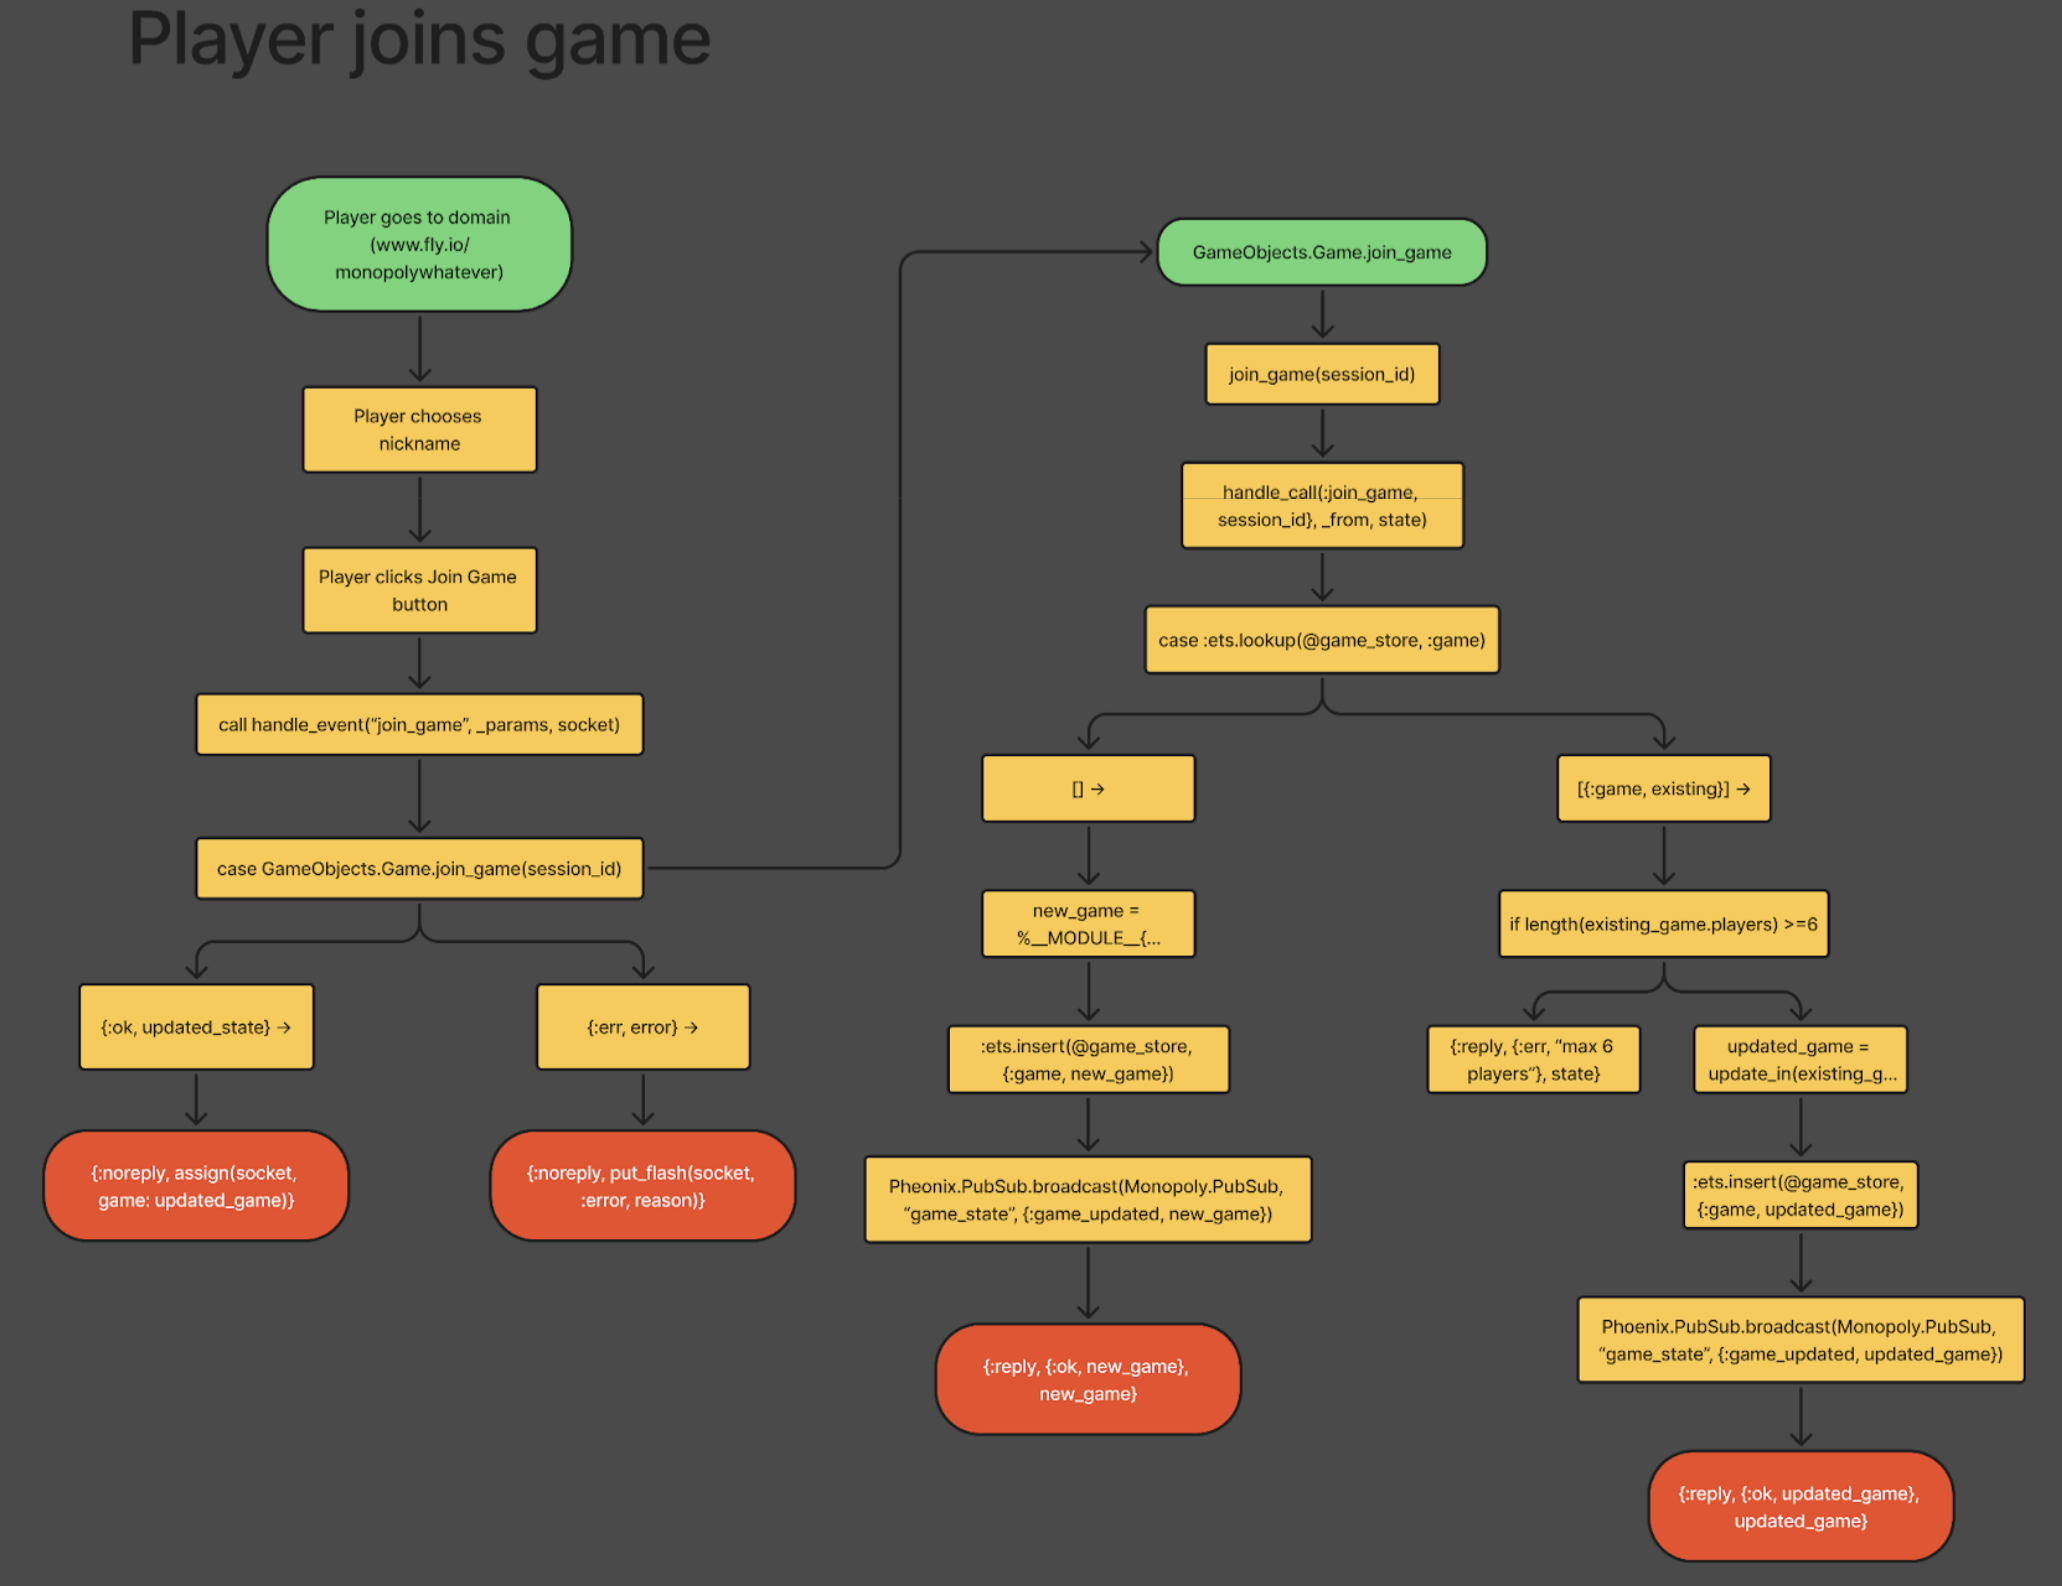 Player joins game
Player goes to domain
(www.fly.io/
monopolywhatever)
Player chooses
nickname
Player clicks Join Game
button
call handle_event(“join_game”, _params, socket)
case GameObjects.Game.join_game(session_id)
{:ok, updated_state} →
{:err, error} →
{:noreply, assign(socket,
game: updated_game)}
{:noreply, put_flash(socket,
:error, reason)}
GameObjects.Game.join_game
join_game(session_id)
handle_call(:join_game,
session_id}, _from, state)
case :ets.lookup(@game_store, :game)
[] →
new_game =
%__MODULE__{...
:ets.insert(@game_store,
{:game, new_game})
Pheonix.PubSub.broadcast(Monopoly.PubSub,
“game_state”, {:game_updated, new_game})
{:reply, {:ok, new_game},
new_game}
[{:game, existing}] →
if length(existing_game.players) >=6
{:reply, {:err, “max 6
players”}, state}
updated_game =
update_in(existing_g...
:ets.insert(@game_store,
{:game, updated_game})
Phoenix.PubSub.broadcast(Monopoly.PubSub,
“game_state”, {:game_updated, updated_game})
{:reply, {:ok, updated_game},
updated_game}